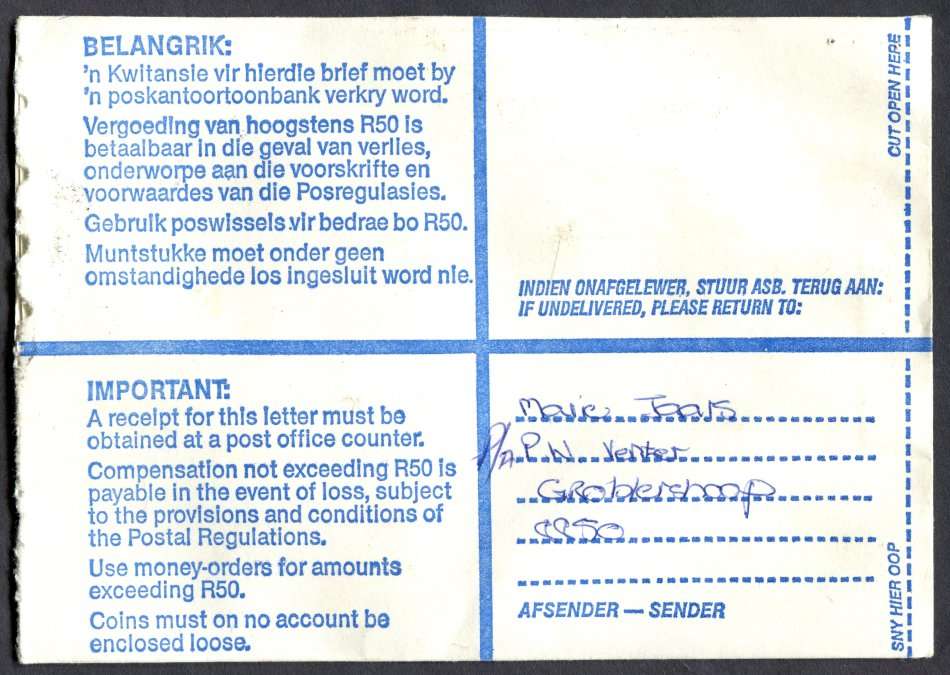 BELANGRIK:
'n Kwitansie vir hierdie brief moet by
'n poskantoortoonbank verkry word.
Vergoeding van hoogstens R50 is
betaalbaar in die geval van verlies,
onderworpe aan die voorskrifte en
voorwaardes van die Posregulasies.
Gebruik poswissels vir bedrae bo R50.
Muntstukke moet onder geen
omstandighede los ingesluit word nie.
CUT OPEN HERE
INDIEN ONAFGELEWER, STUUR ASB. TERUG AAN:
IF UNDELIVERED, PLEASE RETURN TO:
IMPORTANT:
A receipt for this letter must be
obtained at a post office counter.
Compensation not exceeding R50 is
payable in the event of loss, subject
to the provisions and conditions of
the Postal Regulations.
Use money-orders for amounts
exceeding R50.
Coins must on no account be
enclosed loose.
P.W. Venter
Groblershoop
8850
AFSENDER — SENDER
SNY HIER OOP